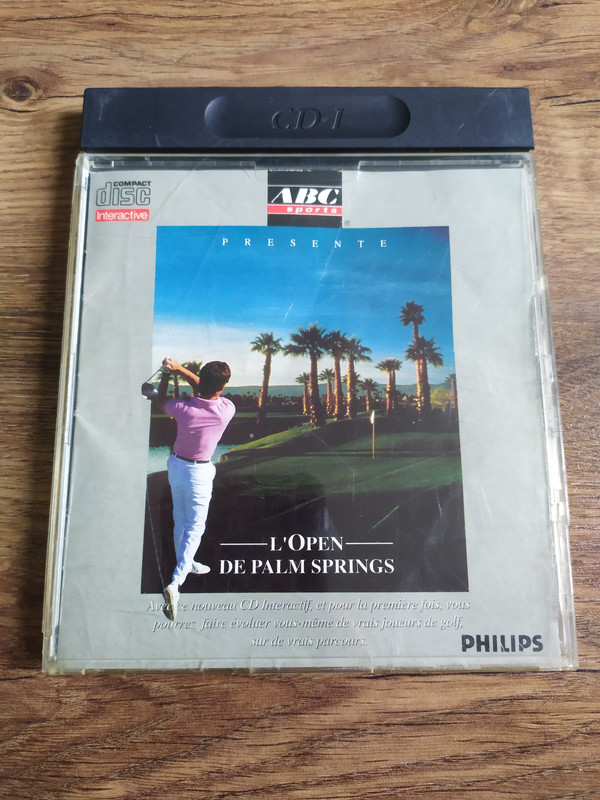 CD-I
COMPACT
disc
Interactive
ABC
sports
PRESENTE
L'OPEN
DE PALM SPRINGS
Avec ce nouveau CD Interactif, et pour la première fois, vous
pourrez faire évoluer vous-même de vrais joueurs de golf,
sur de vrais parcours.
PHILIPS